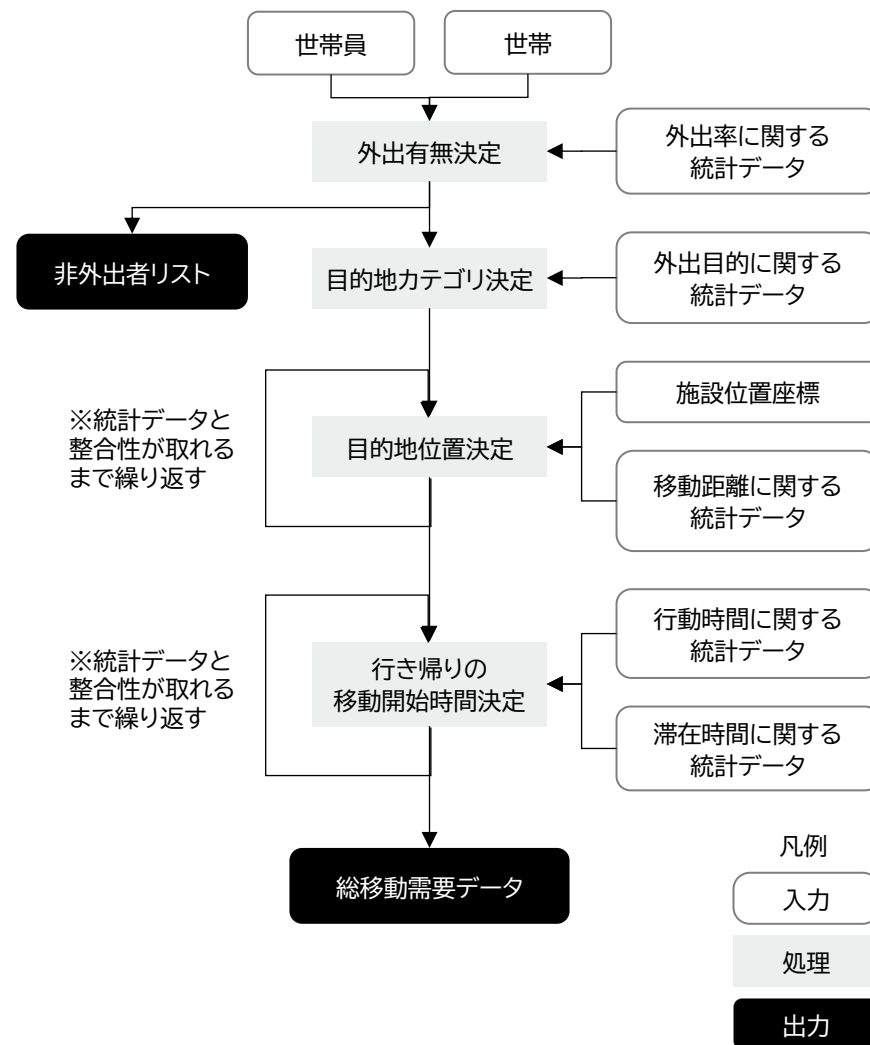 世帯員
世帯
外出有無決定
外出率に関する
統計データ
非外出者リスト
目的地カテゴリ決定
外出目的に関する
統計データ
※統計データと
整合性が取れる
まで繰り返す
目的地位置決定
施設位置座標
移動距離に関する
統計データ
※統計データと
整合性が取れる
まで繰り返す
行き帰りの
移動開始時間決定
行動時間に関する
統計データ
滞在時間に関する
統計データ
総移動需要データ
凡例
入力
処理
出力